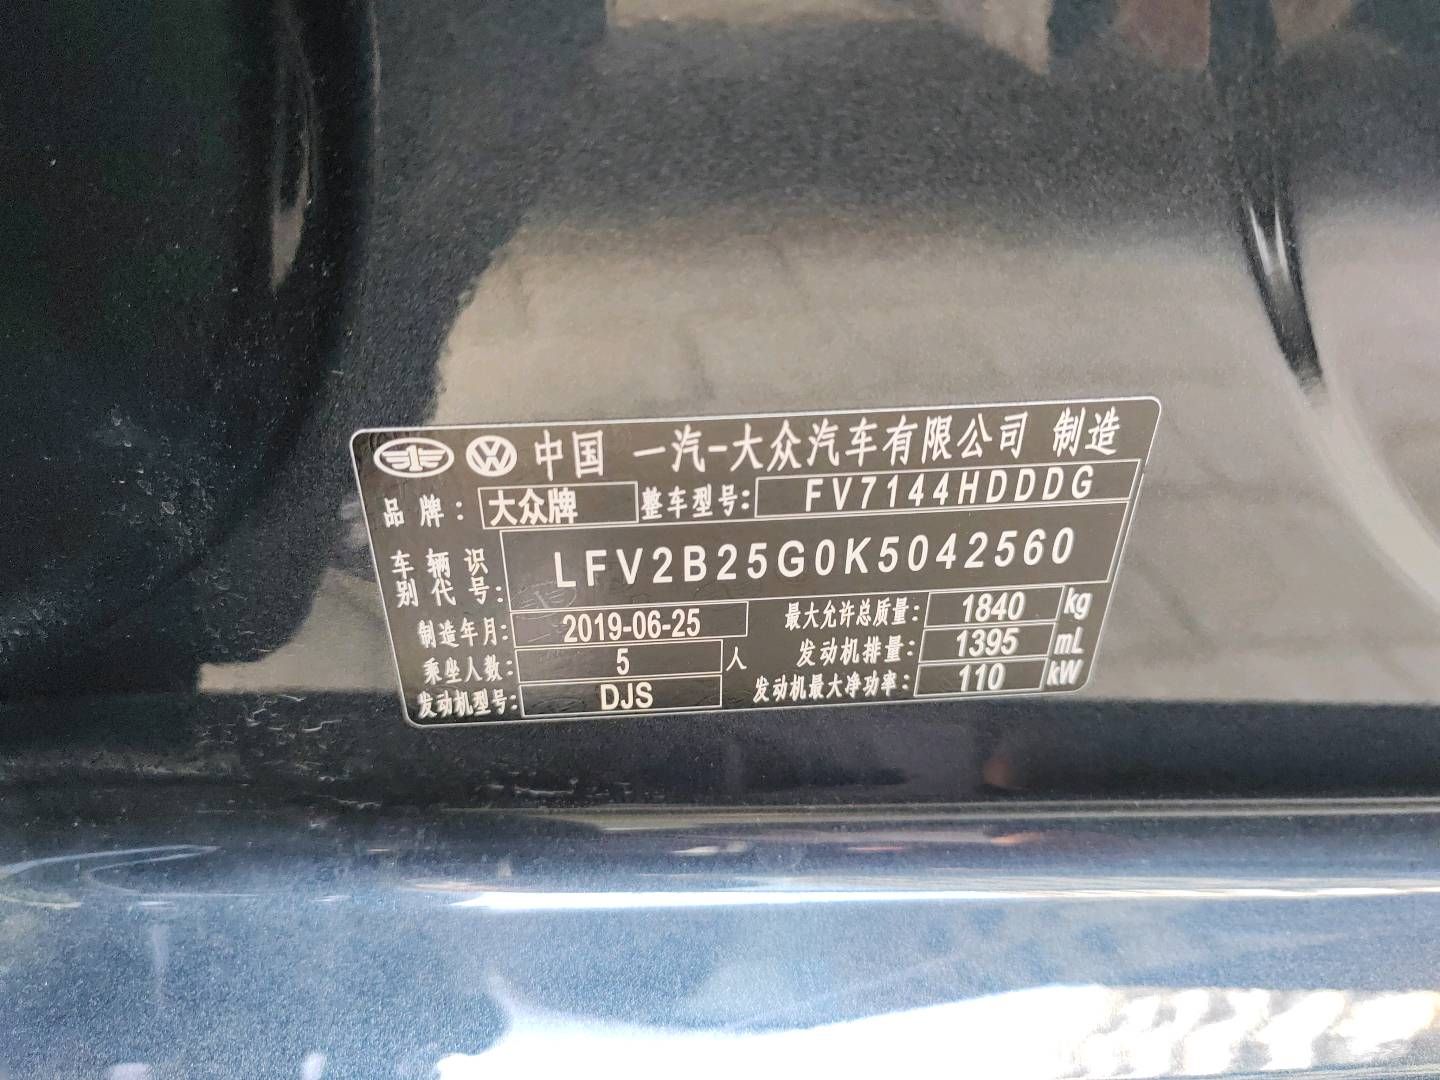 中国 一汽-大众汽车有限公司 制造
品牌: 大众牌 整车型号: FV7144HDDDG
车辆识别代号: LFV2B25G0K5042560
制造年月: 2019-06-25 最大允许总质量: 1840 kg
乘坐人数: 5 人 发动机排量: 1395 mL
发动机型号: DJS 发动机最大净功率: 110 kW